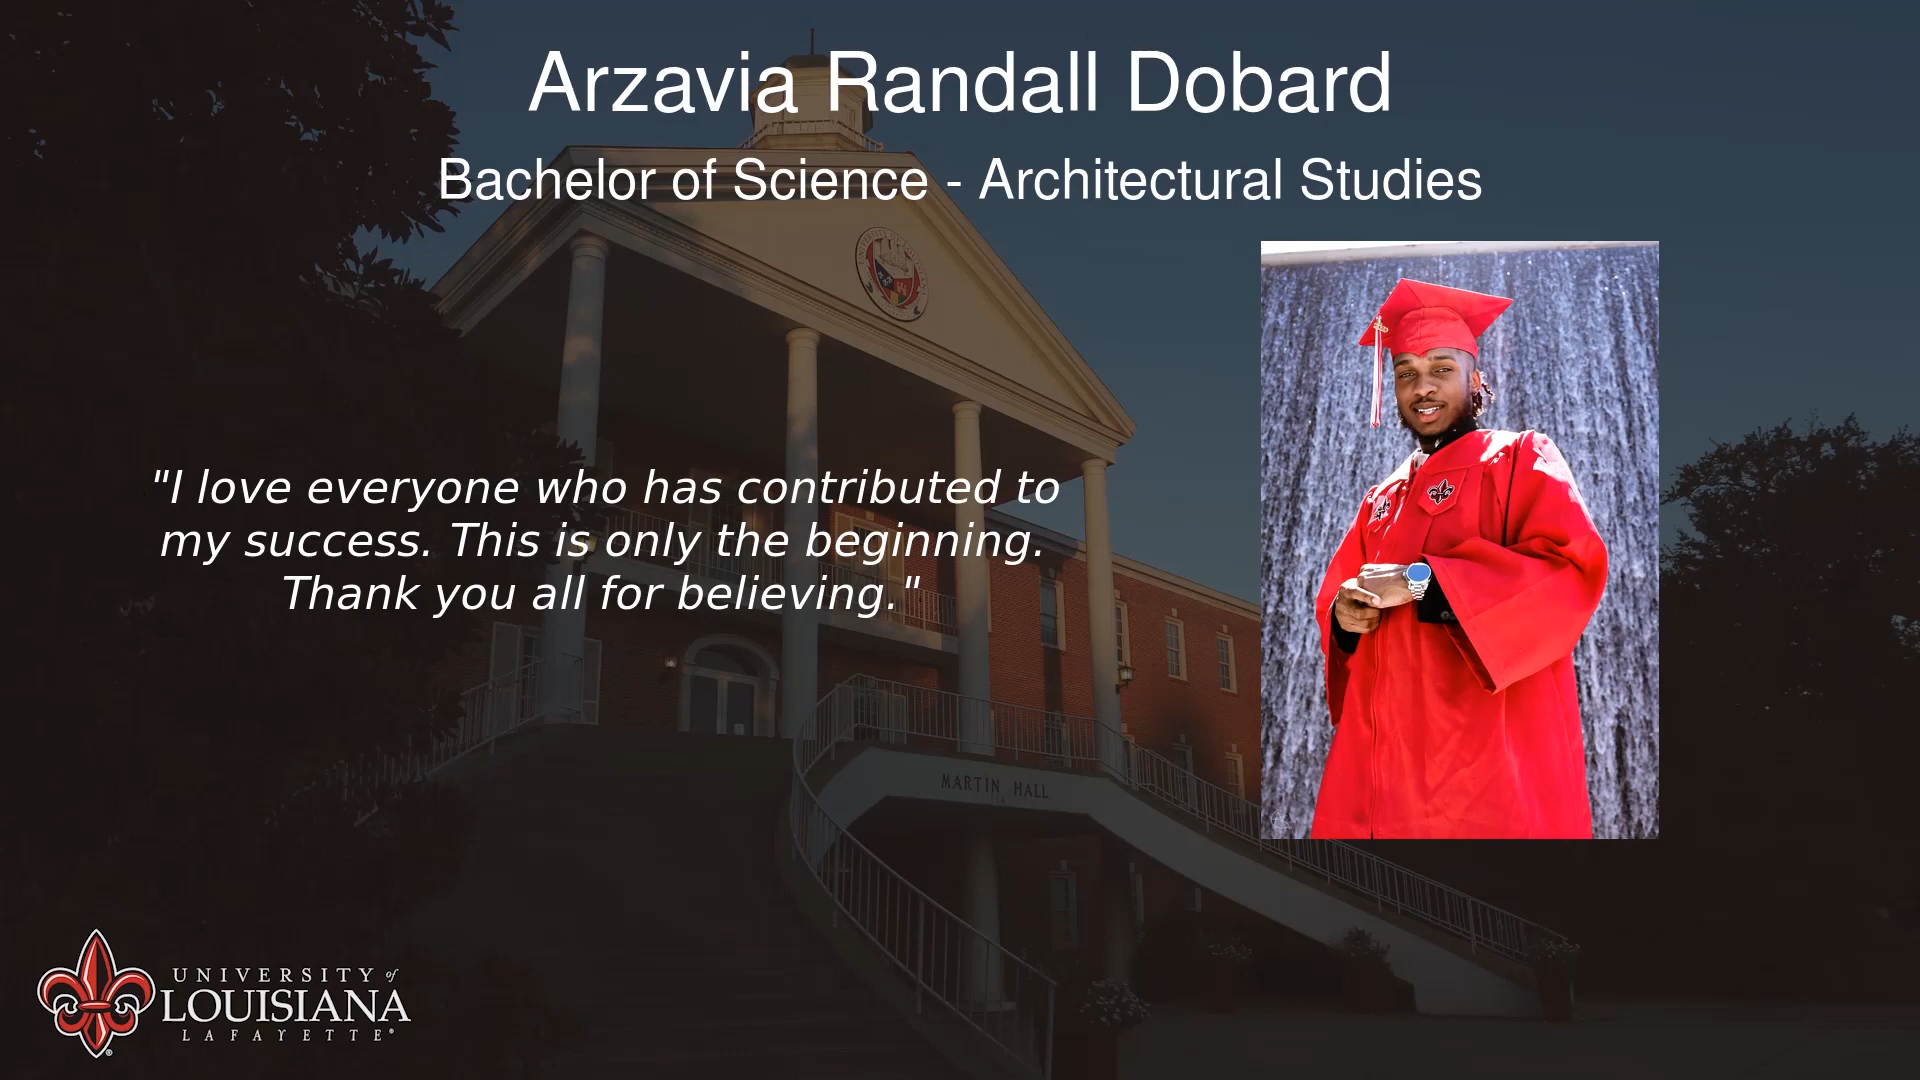 Arzavia Randall Dobard
Bachelor of Science - Architectural Studies
"I love everyone who has contributed to
my success. This is only the beginning.
Thank you all for believing."
MARTIN HALL
UNIVERSITY of
LOUISIANA
LAFAYETTE®